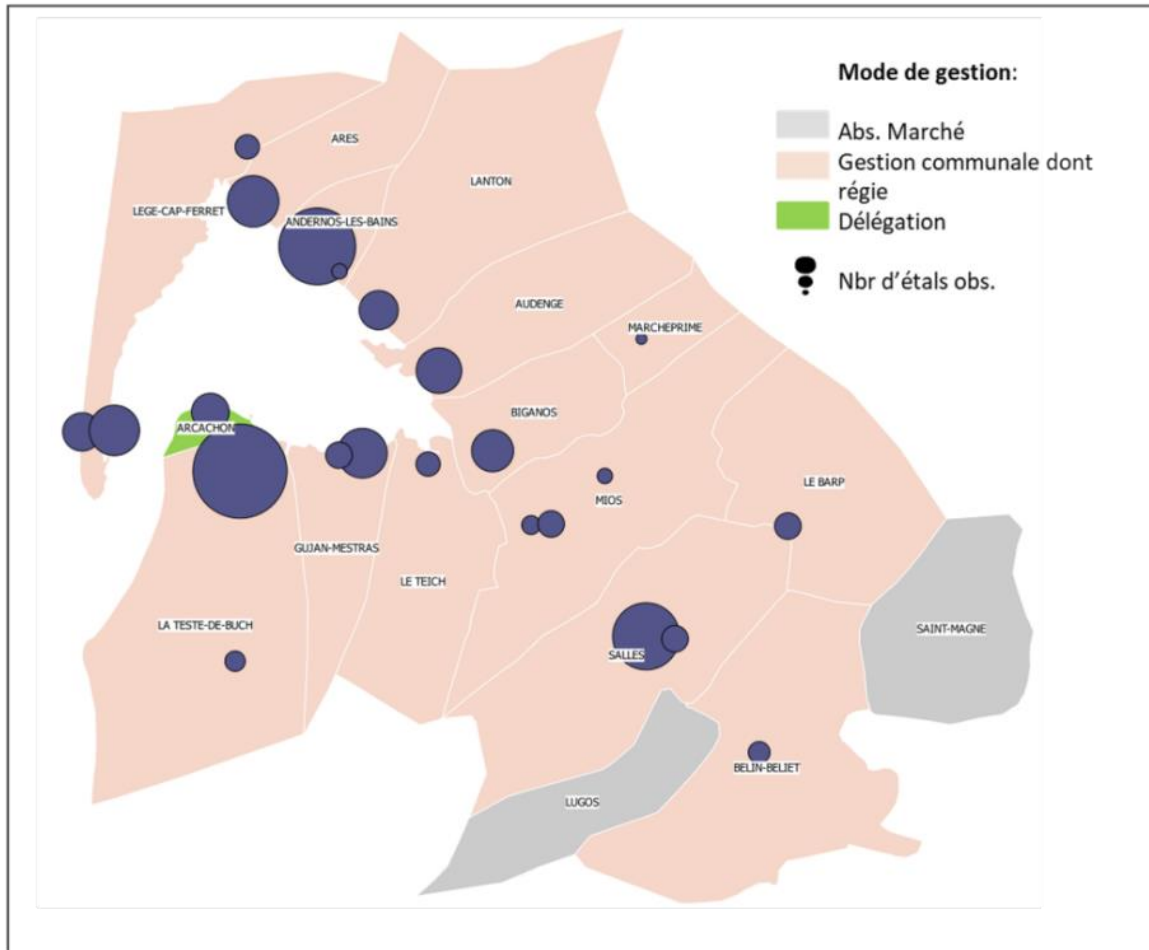 Mode de gestion:
Abs. Marché
Gestion communale dont
régie
Délégation
Nbr d'étals obs.
ARES
LANTON
LEGE-CAP-FERRET
ANDERNOS-LES-BAINS
AUDENGE
MARCHEPRIME
BIGANOS
ARCACHON
LE BARP
MIOS
GUJAN-MESTRAS
LE TEICH
LA TESTE-DE-BUCH
SAINT-MAGNE
SALLES
BELIN-BELIET
LUGOS